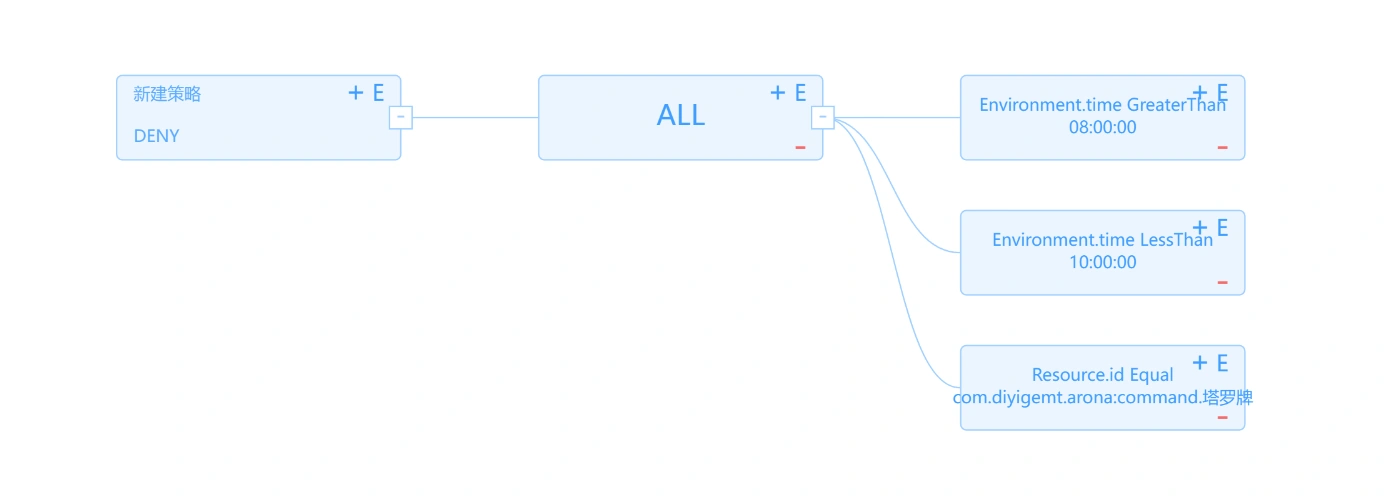 新建策略
+ E
DENY
-
+ E
ALL
-
-
+ E
Environment.time GreaterThan
08:00:00
-
+ E
Environment.time LessThan
10:00:00
-
+ E
Resource.id Equal
com.diyigemt.arona:command.塔罗牌
-